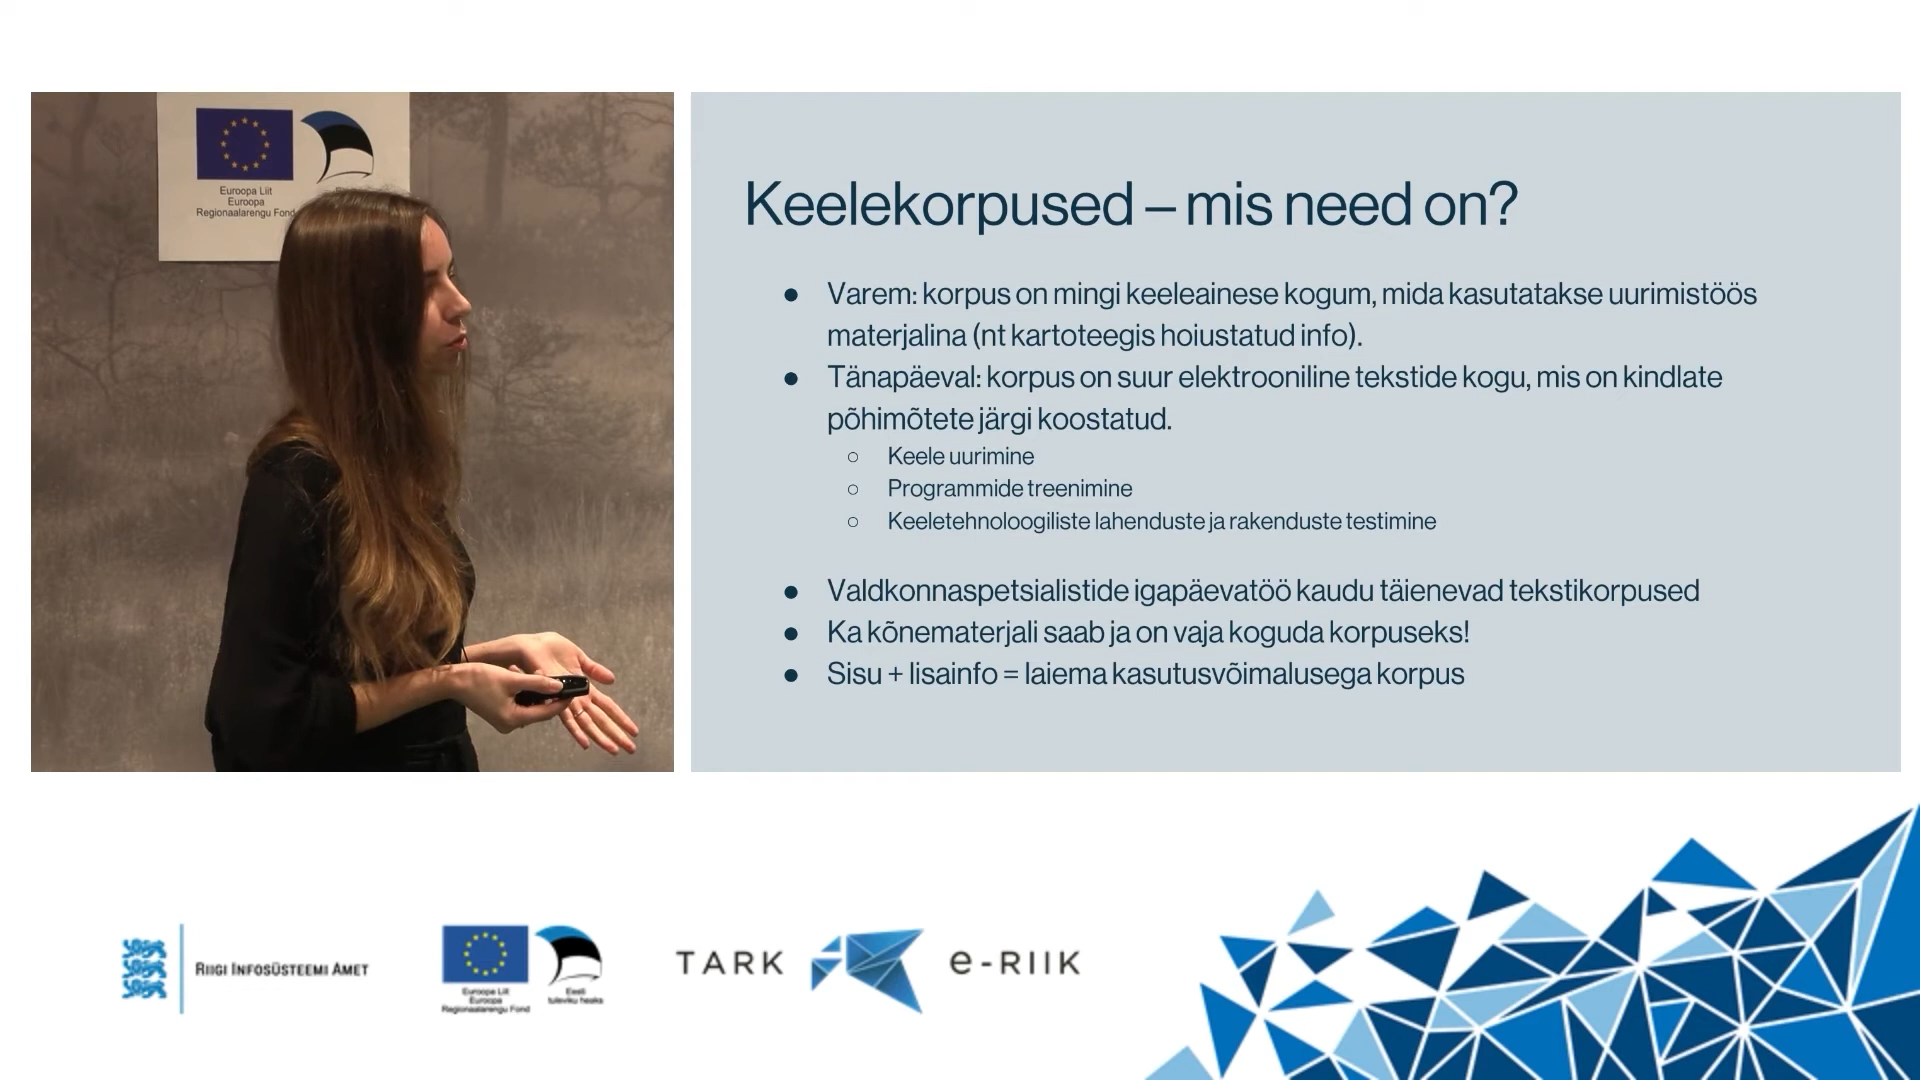 Euroopa Liit
Euroopa
Regionaalarengu Fond
Keelekorpused – mis need on?
● Varem: korpus on mingi keeleainese kogum, mida kasutatakse uurimistöös
materjalina (nt kartoteegis hoiustatud info).
● Tänapäeval: korpus on suur elektrooniline tekstide kogu, mis on kindlate
põhimõtete järgi koostatud.
○ Keele uurimine
○ Programmide treenimine
○ Keeletehnoloogiliste lahenduste ja rakenduste testimine
● Valdkonnaspetsialistide igapäevatöö kaudu täienevad tekstikorpused
● Ka kõnematerjali saab ja on vaja koguda korpuseks!
● Sisu + lisainfo = laiema kasutusvõimalusega korpus
RIIGI INFOSÜSTEEMI AMET
Euroopa Liit
Euroopa
Regionaalarengu Fond
Eesti
tuleviku heaks
TARK e-RIIK